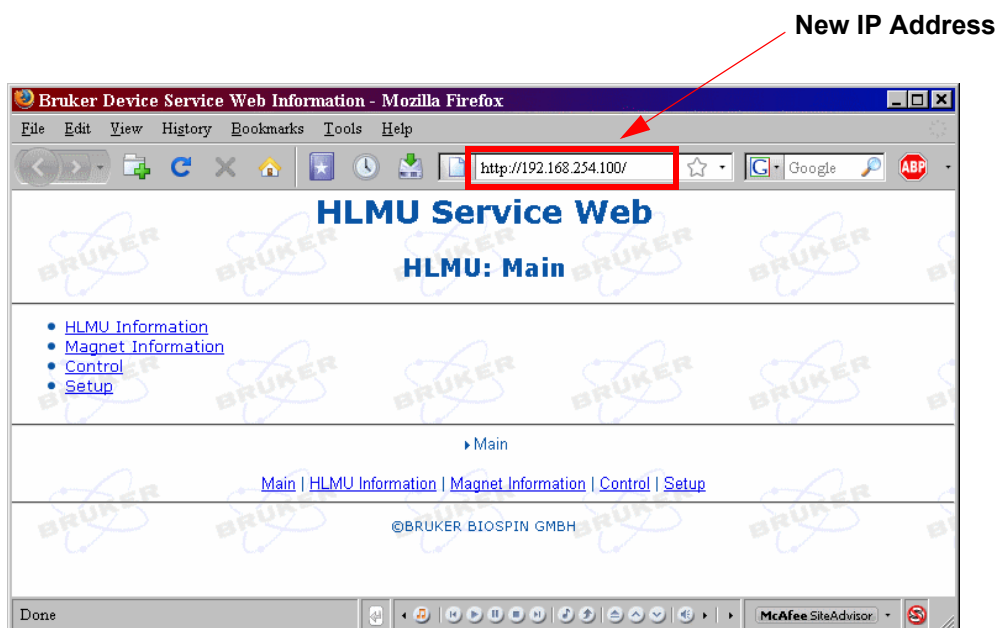 New IP Address
Bruker Device Service Web Information - Mozilla Firefox
File Edit View History Bookmarks Tools Help
http://192.168.254.100/
G Google
ABP
HLMU Service Web
HLMU: Main
HLMU Information
Magnet Information
Control
Setup
Main
Main | HLMU Information | Magnet Information | Control | Setup
©BRUKER BIOSPIN GMBH
BRUKER
Done
McAfee SiteAdvisor